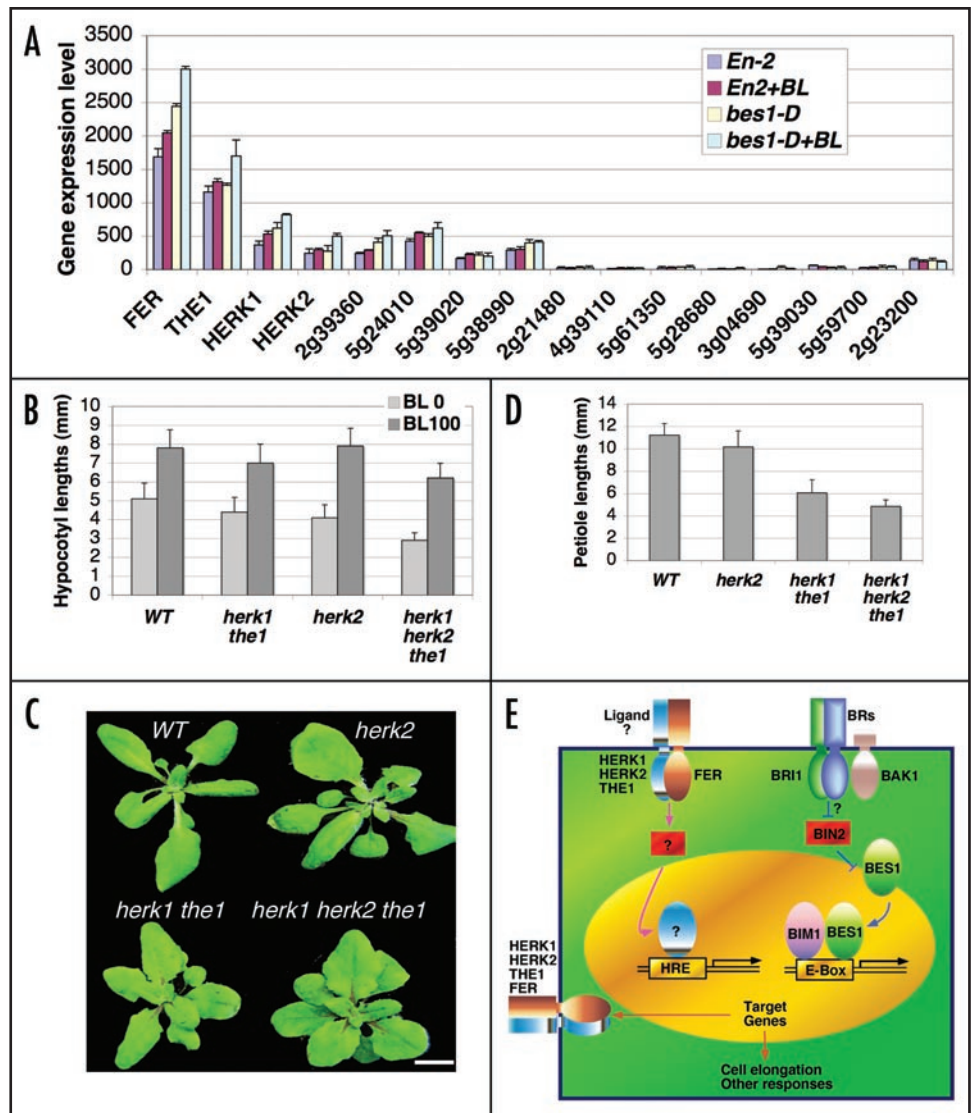 A
Gene expression level
3500
3000
2500
2000
1500
1000
500
0
En-2
En2+BL
bes1-D
bes1-D+BL
FER
THE1
HERK1
HERK2
2g39360
5g24010
5g39020
5g38990
2g21480
4g39110
5g61350
5g28680
3g04690
5g39030
5g59700
2g23200
B
Hypocotyl lengths (mm)
10
9
8
7
6
5
4
3
2
1
0
BL 0
BL100
WT
herk1
the1
herk2
herk1
herk2
the1
D
Petiole lengths (mm)
14
12
10
8
6
4
2
0
WT
herk2
herk1
the1
herk1
herk2
the1
C
WT
herk2
herk1 the1
herk1 herk2 the1
E
Ligand
?
HERK1
HERK2
THE1
FER
?
?
HRE
BRs
BRI1
BAK1
?
BIN2
BES1
BIM1
BES1
E-Box
HERK1
HERK2
THE1
FER
Target
Genes
Cell elongation
Other responses